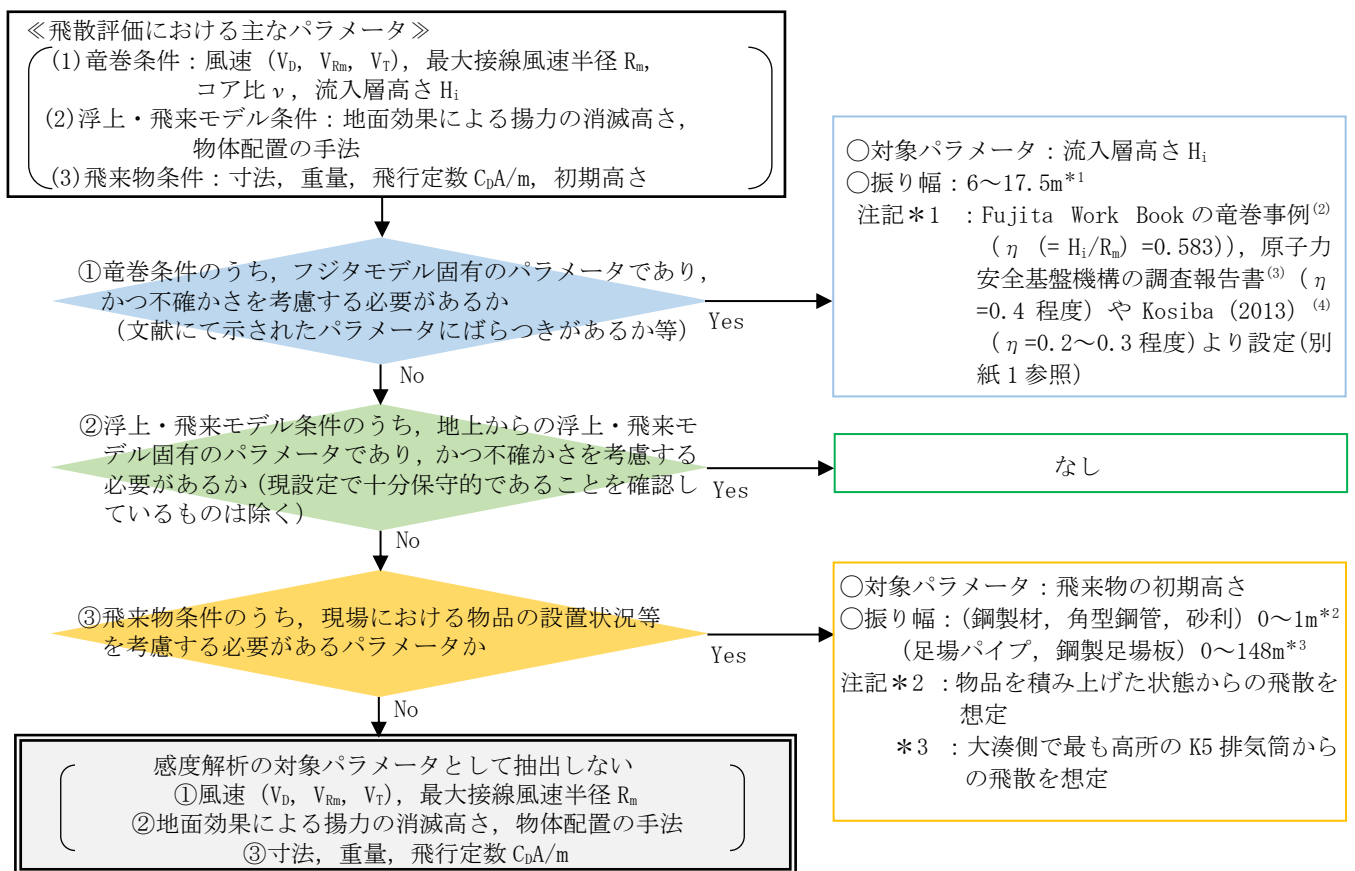 ≪飛散評価における主なパラメータ≫
(1)竜巻条件：風速（V_D, V_Rm, V_T），最大接線風速半径 R_m，
コア比ν，流入層高さ H_i
(2)浮上・飛来モデル条件：地面効果による揚力の消滅高さ，
物体配置の手法
(3)飛来物条件：寸法，重量，飛行定数 C_DA/m，初期高さ
①竜巻条件のうち，フジタモデル固有のパラメータであり，
かつ不確かさを考慮する必要があるか
（文献にて示されたパラメータにばらつきがあるか等）
Yes
No
○対象パラメータ：流入層高さ H_i
○振り幅：6～17.5m*1
注記＊1 ：Fujita Work Book の竜巻事例(2)
（η（= H_i/R_m）=0.583)），原子力
安全基盤機構の調査報告書(3)（η
=0.4 程度）や Kosiba（2013）(4)
（η=0.2～0.3 程度）より設定(別
紙 1 参照）
②浮上・飛来モデル条件のうち，地上からの浮上・飛来モ
デル固有のパラメータであり，かつ不確かさを考慮する
必要があるか（現設定で十分保守的であることを確認し
ているものは除く）
Yes
No
なし
③飛来物条件のうち，現場における物品の設置状況等
を考慮する必要があるパラメータか
Yes
No
○対象パラメータ：飛来物の初期高さ
○振り幅：(鋼製材，角型鋼管，砂利）0～1m*2
（足場パイプ，鋼製足場板）0～148m*3
注記＊2 ：物品を積み上げた状態からの飛散を
想定
＊3 ：大湊側で最も高所の K5 排気筒から
の飛散を想定
感度解析の対象パラメータとして抽出しない
①風速（V_D, V_Rm, V_T），最大接線風速半径 R_m
②地面効果による揚力の消滅高さ，物体配置の手法
③寸法，重量，飛行定数 C_DA/m